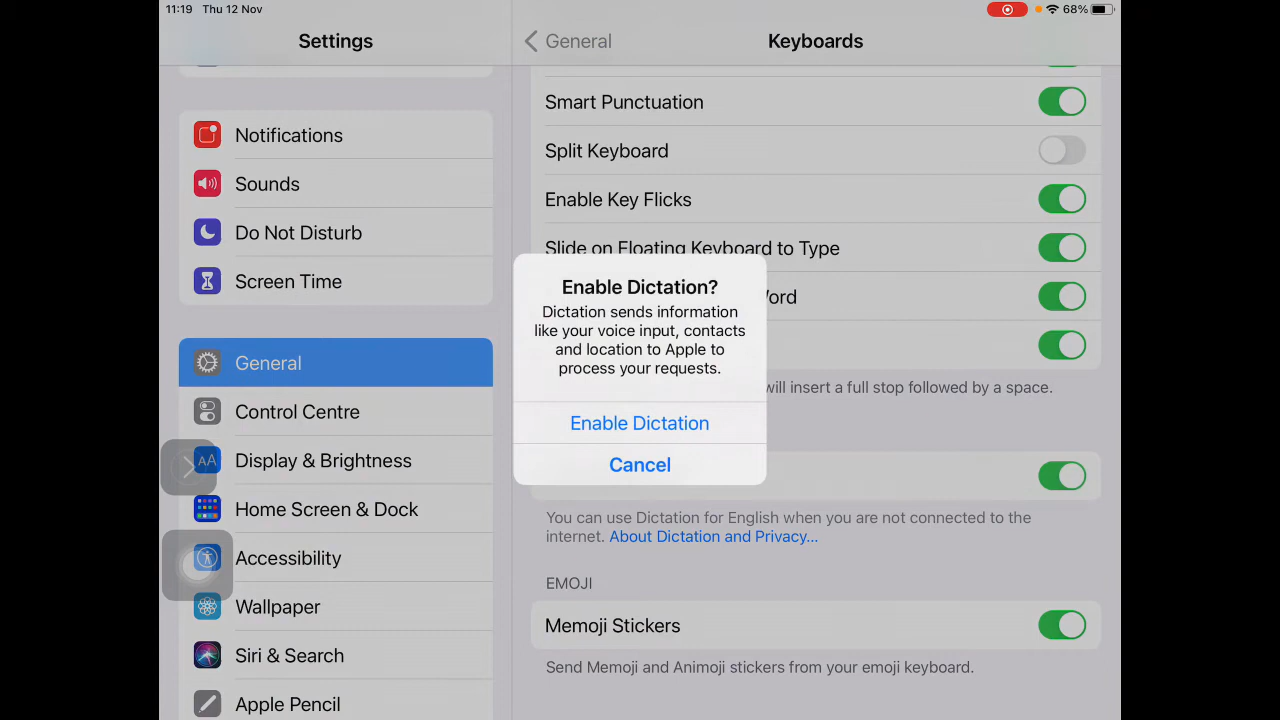 11:19 Thu 12 Nov
68%
Settings
Notifications
Sounds
Do Not Disturb
Screen Time
General
Control Centre
AA Display & Brightness
Home Screen & Dock
Accessibility
Wallpaper
Siri & Search
Apple Pencil
General
Keyboards
Smart Punctuation
Split Keyboard
Enable Key Flicks
Slide on Floating Keyboard to Type
will insert a full stop followed by a space.
You can use Dictation for English when you are not connected to the
internet. About Dictation and Privacy...
EMOJI
Memoji Stickers
Send Memoji and Animoji stickers from your emoji keyboard.
Enable Dictation?
Dictation sends information
like your voice input, contacts
and location to Apple to
process your requests.
Enable Dictation
Cancel